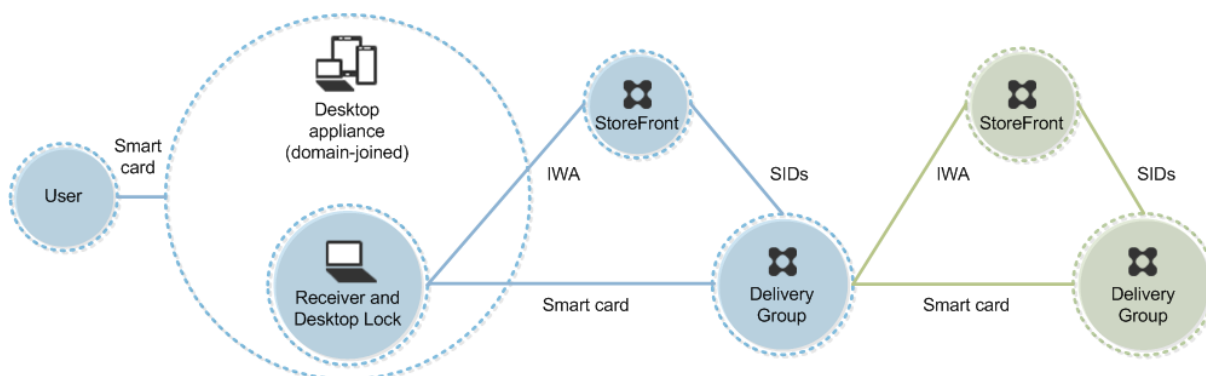 Desktop
appliance
(domain-joined)
Smart
card
User
Receiver and
Desktop Lock
IWA
StoreFront
SIDs
Smart card
Delivery
Group
IWA
StoreFront
SIDs
Smart card
Delivery
Group